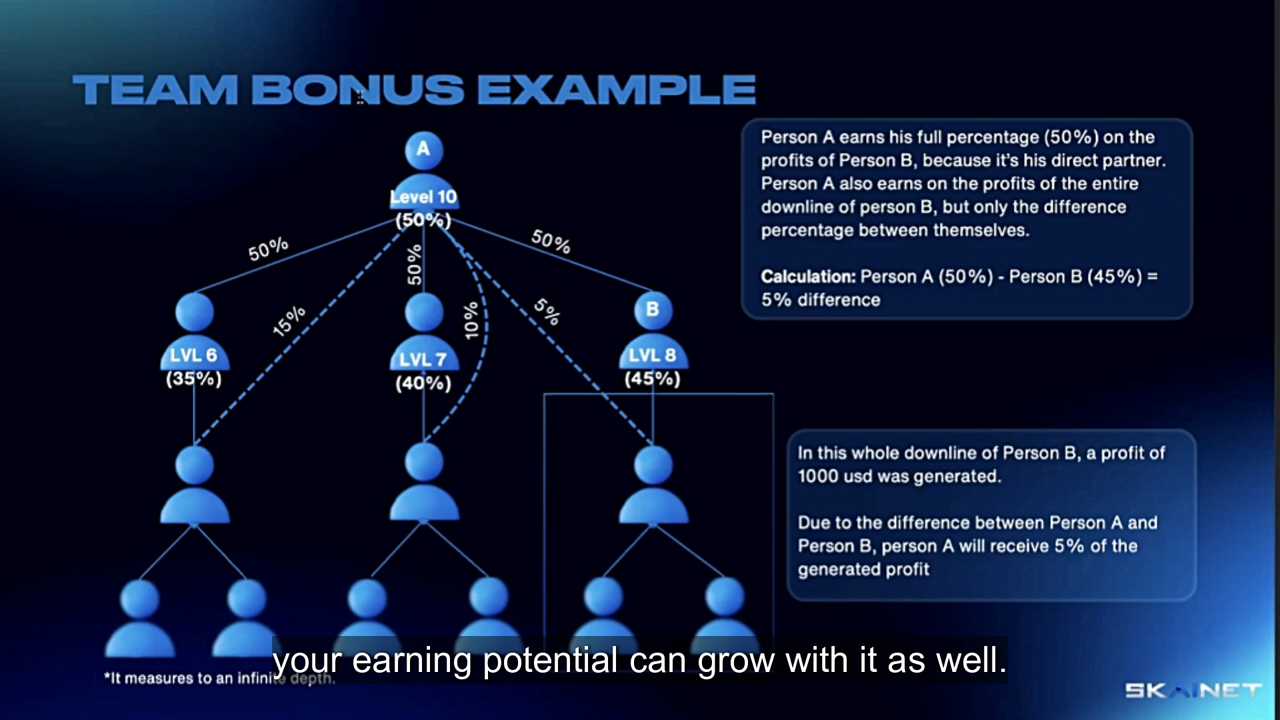 TEAM BONUS EXAMPLE
A
Level 10
(50%)
50%
50%
50%
15%
10%
5%
LVL 6
(35%)
LVL 7
(40%)
B
LVL 8
(45%)
Person A earns his full percentage (50%) on the
profits of Person B, because it's his direct partner.
Person A also earns on the profits of the entire
downline of person B, but only the difference
percentage between themselves.
Calculation: Person A (50%) - Person B (45%) =
5% difference
In this whole downline of Person B, a profit of
1000 usd was generated.
Due to the difference between Person A and
Person B, person A will receive 5% of the
generated profit
your earning potential can grow with it as well.
*It measures to an infinite depth.
SKAINET